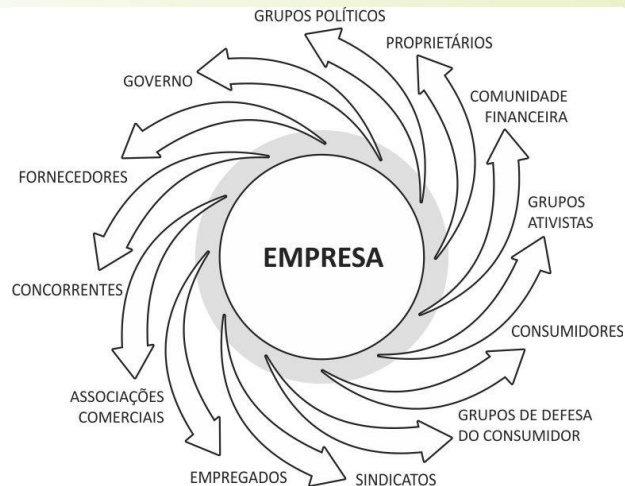 GRUPOS POLÍTICOS
PROPRIETÁRIOS
GOVERNO
COMUNIDADE
FINANCEIRA
FORNECEDORES
GRUPOS
ATIVISTAS
EMPRESA
CONCORRENTES
CONSUMIDORES
ASSOCIAÇÕES
COMERCIAIS
GRUPOS DE DEFESA
DO CONSUMIDOR
EMPREGADOS
SINDICATOS